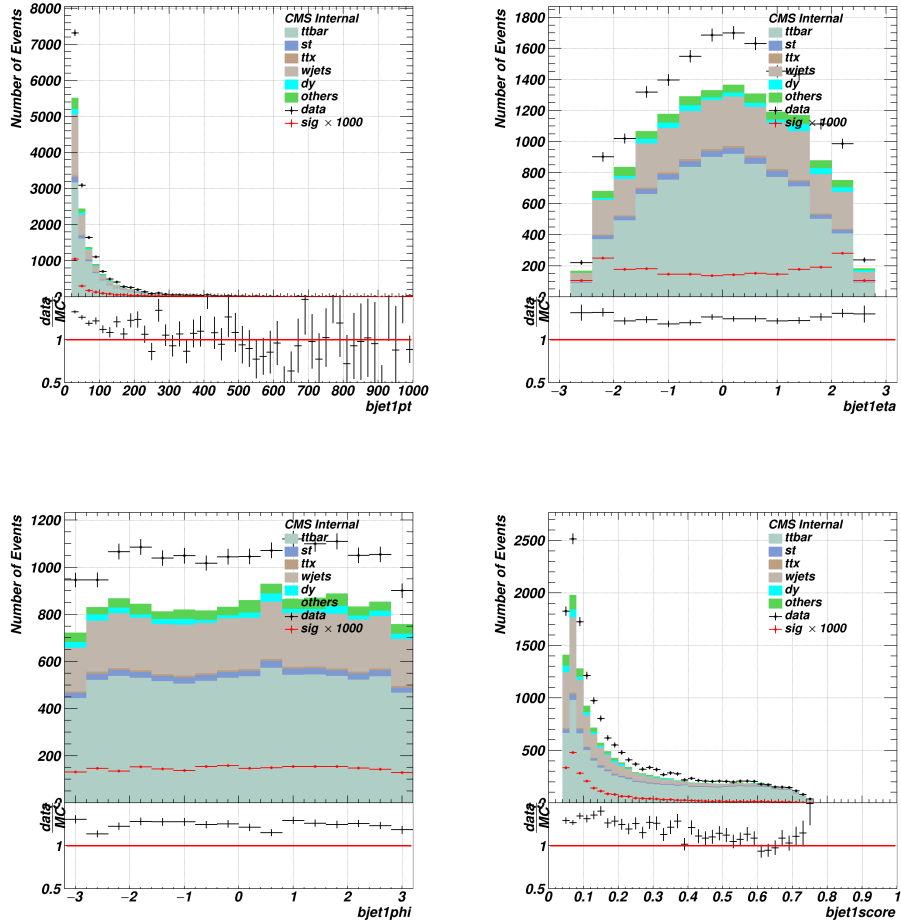 Number of Events
8000
7000
6000
5000
4000
3000
2000
1000
0
CMS Internal
ttbar
st
ttx
wjets
dy
others
data
sig × 1000
data
MC
1
0.5
0 100 200 300 400 500 600 700 800 900 1000
bjet1pt
Number of Events
1800
1600
1400
1200
1000
800
600
400
200
0
CMS Internal
ttbar
st
ttx
wjets
dy
others
data
sig × 1000
data
MC
1
0.5
−3 −2 −1 0 1 2 3
bjet1eta
Number of Events
1200
1000
800
600
400
200
0
CMS Internal
ttbar
st
ttx
wjets
dy
others
data
sig × 1000
data
MC
1
0.5
−3 −2 −1 0 1 2 3
bjet1phi
Number of Events
2500
2000
1500
1000
500
0
CMS Internal
ttbar
st
ttx
wjets
dy
others
data
sig × 1000
data
MC
1
0.5
0 0.1 0.2 0.3 0.4 0.5 0.6 0.7 0.8 0.9 1
bjet1score